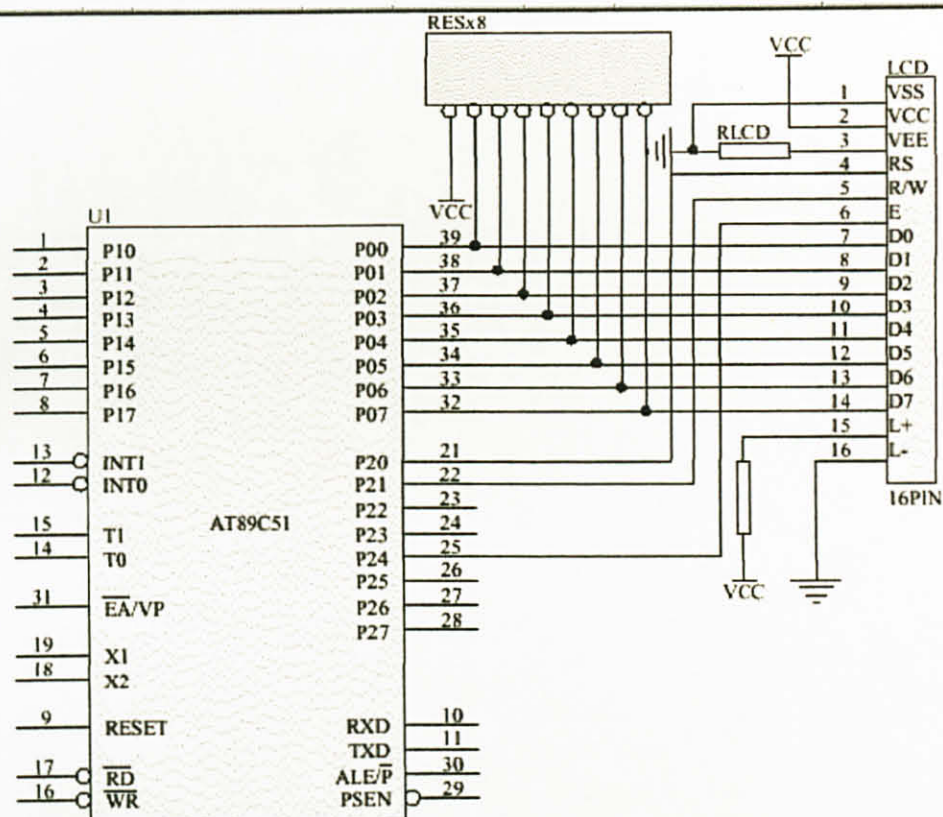 RESx8
VCC
LCD
1 VSS
2 VCC
RLCD 3 VEE
4 RS
5 R/W
6 E
7 D0
8 D1
9 D2
10 D3
11 D4
12 D5
13 D6
14 D7
15 L+
16 L-
16PIN
VCC
VCC
U1
1 P10 P00 39
2 P11 P01 38
3 P12 P02 37
4 P13 P03 36
5 P14 P04 35
6 P15 P05 34
7 P16 P06 33
8 P17 P07 32
13 INT1 P20 21
12 INT0 P21 22
P22 23
15 T1 P23 24
14 T0 P24 25
P25 26
31 EA/VP P26 27
P27 28
AT89C51
19 X1
18 X2
9 RESET RXD 10
TXD 11
17 RD ALE/P 30
16 WR PSEN 29